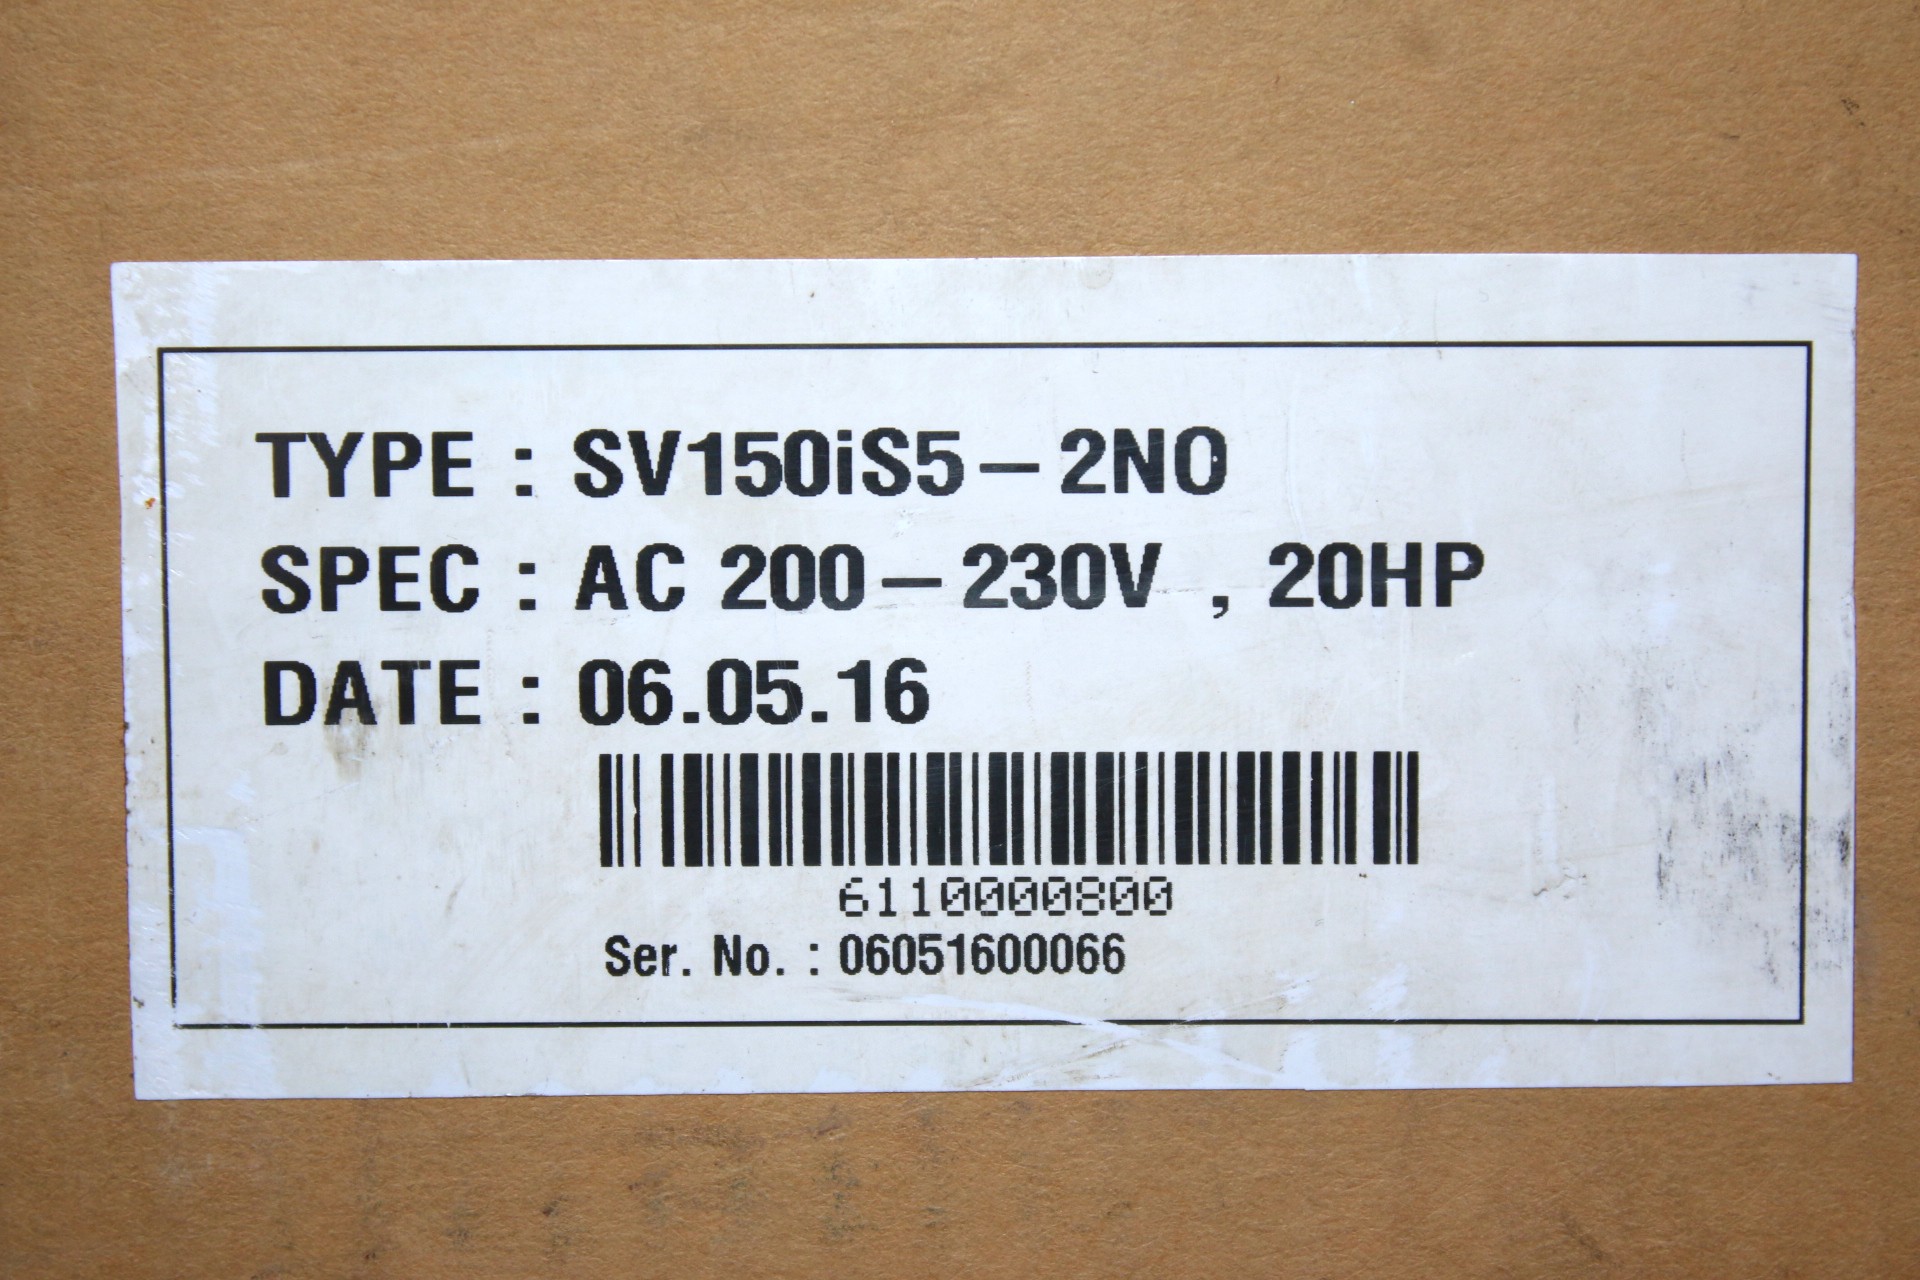 TYPE : SV150iS5-2NO
SPEC : AC 200-230V , 20HP
DATE : 06.05.16
6110000800
Ser. No. : 06051600066